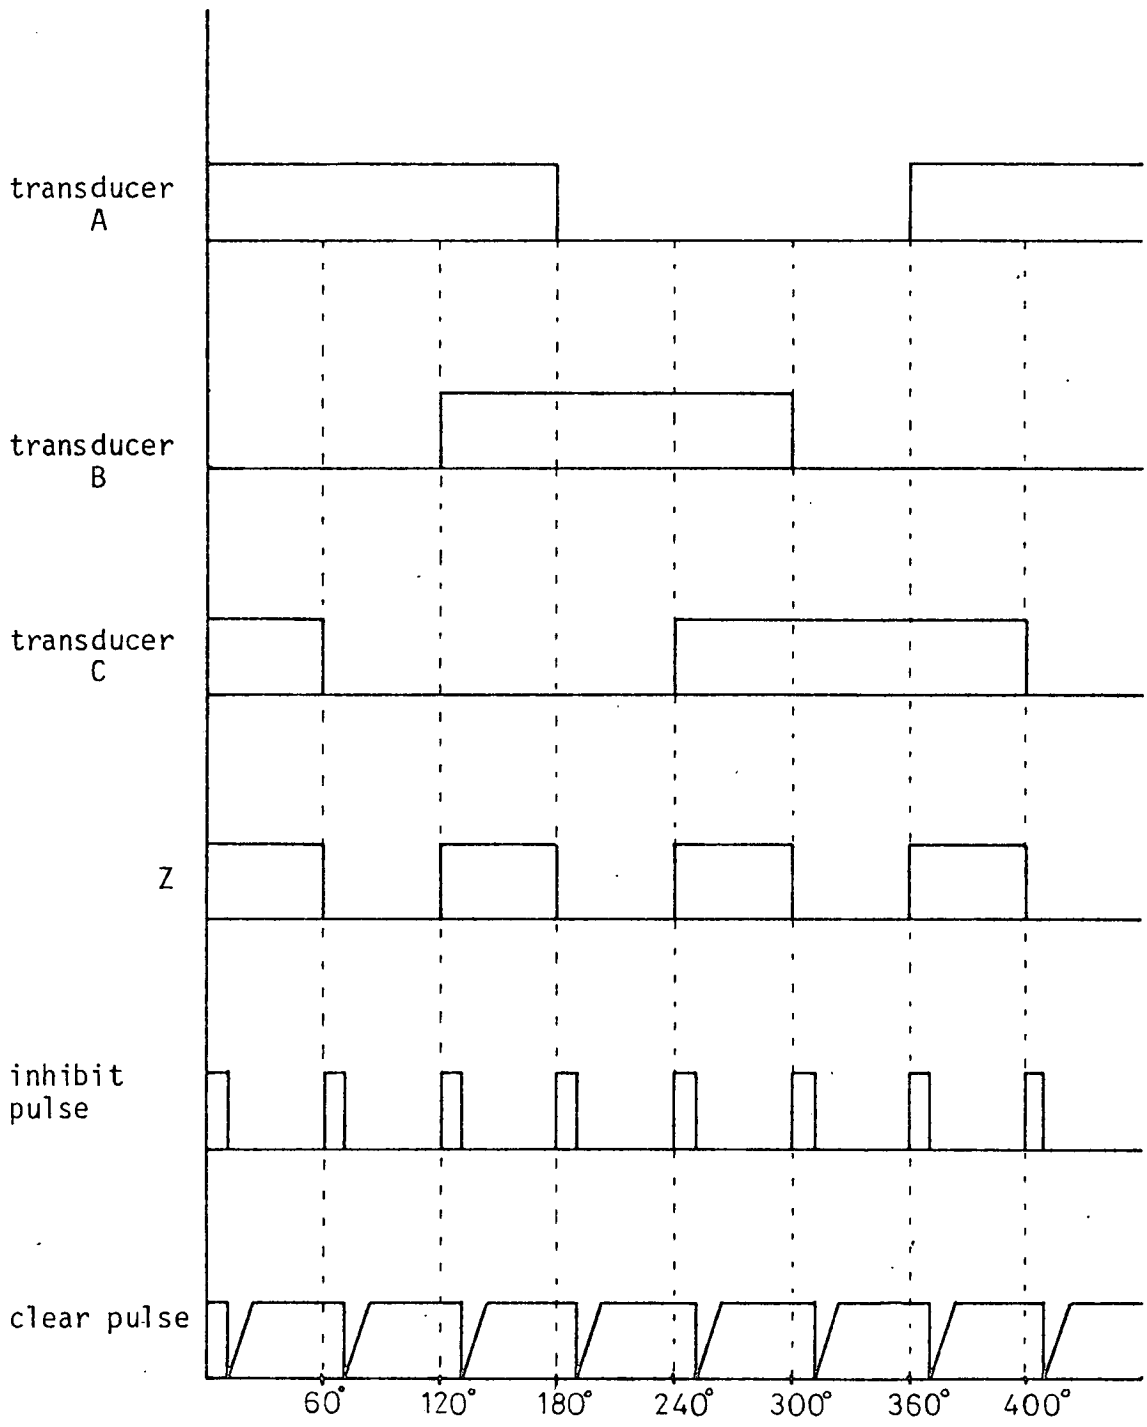 transducer
A
transducer
B
transducer
C
Z
inhibit
pulse
clear pulse
60° 120° 180° 240° 300° 360° 400°